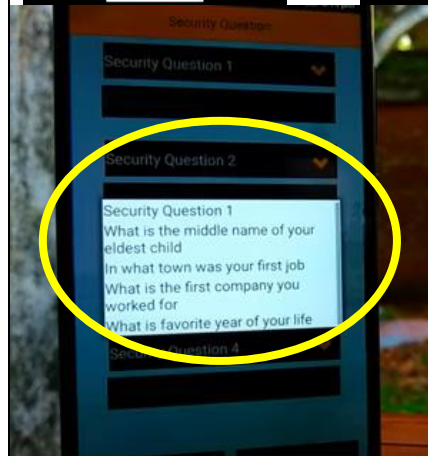 Security Question
Security Question 1
Security Question 2
Security Question 1
What is the middle name of your
eldest child
In what town was your first job
What is the first company you
worked for
What is favorite year of your life
Security Question 4